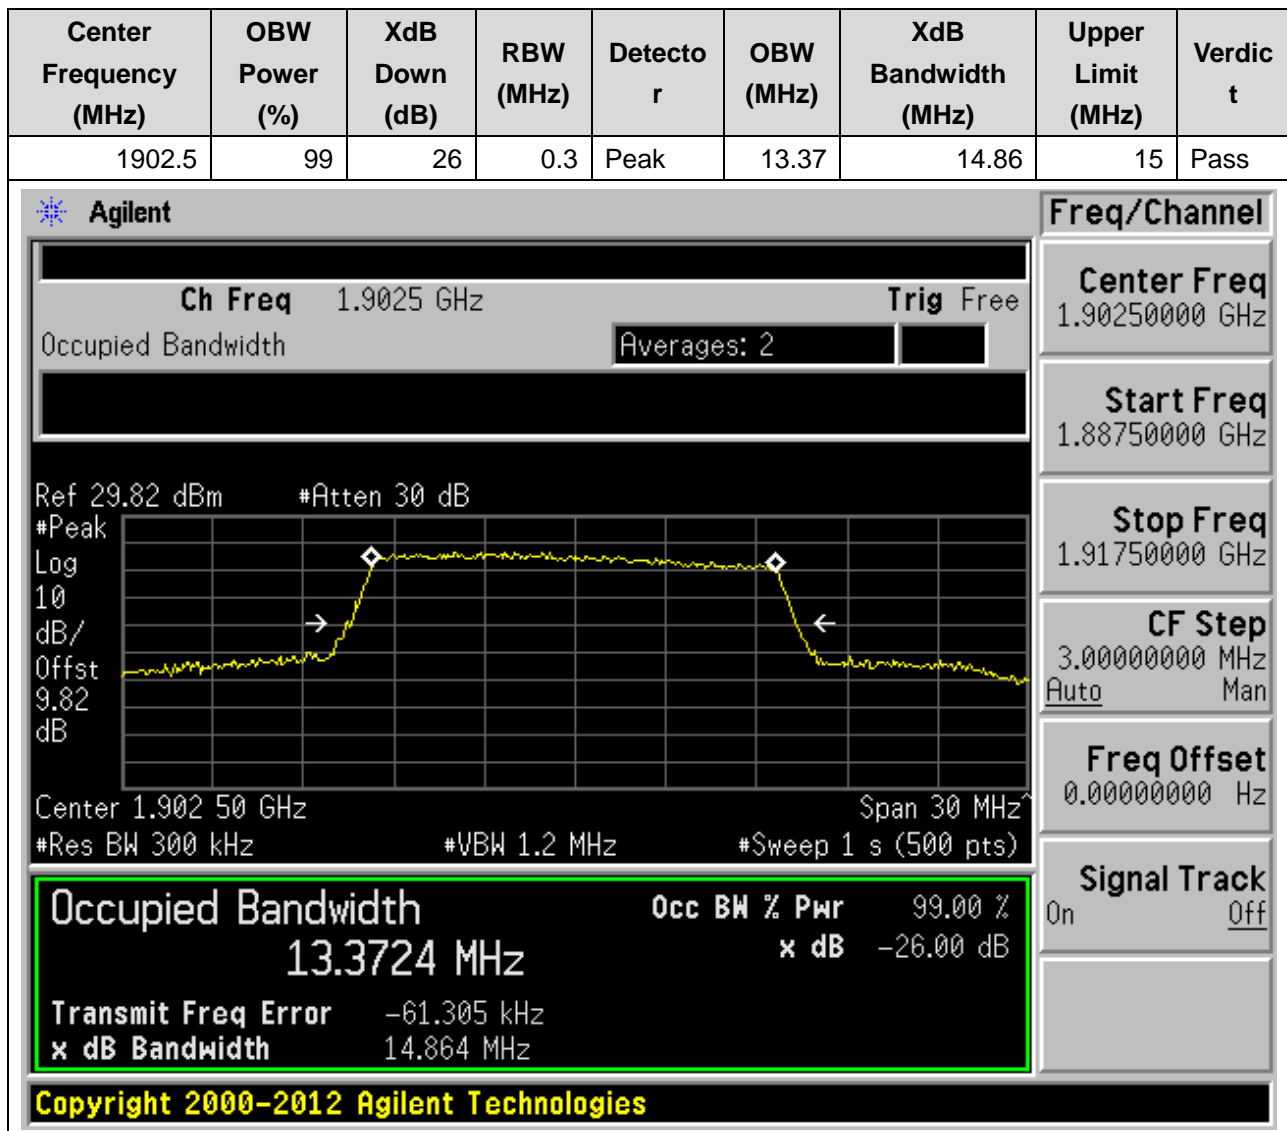 Center Frequency (MHz) OBW Power (%) XdB Down (dB) RBW (MHz) Detecto r OBW (MHz) XdB Bandwidth (MHz) Upper Limit (MHz) Verdic t
1902.5 99 26 0.3 Peak 13.37 14.86 15 Pass
Agilent
Freq/Channel
Ch Freq 1.9025 GHz Trig Free
Occupied Bandwidth Averages: 2
Center Freq
1.90250000 GHz
Start Freq
1.88750000 GHz
Stop Freq
1.91750000 GHz
CF Step
3.00000000 MHz
Auto Man
Freq Offset
0.00000000 Hz
Signal Track
On Off
Ref 29.82 dBm #Atten 30 dB
#Peak
Log
10
dB/
Offst
9.82
dB
Center 1.902 50 GHz Span 30 MHz^
#Res BW 300 kHz #VBW 1.2 MHz #Sweep 1 s (500 pts)
Occupied Bandwidth Occ BW % Pwr 99.00 %
13.3724 MHz x dB -26.00 dB
Transmit Freq Error -61.305 kHz
x dB Bandwidth 14.864 MHz
Copyright 2000-2012 Agilent Technologies